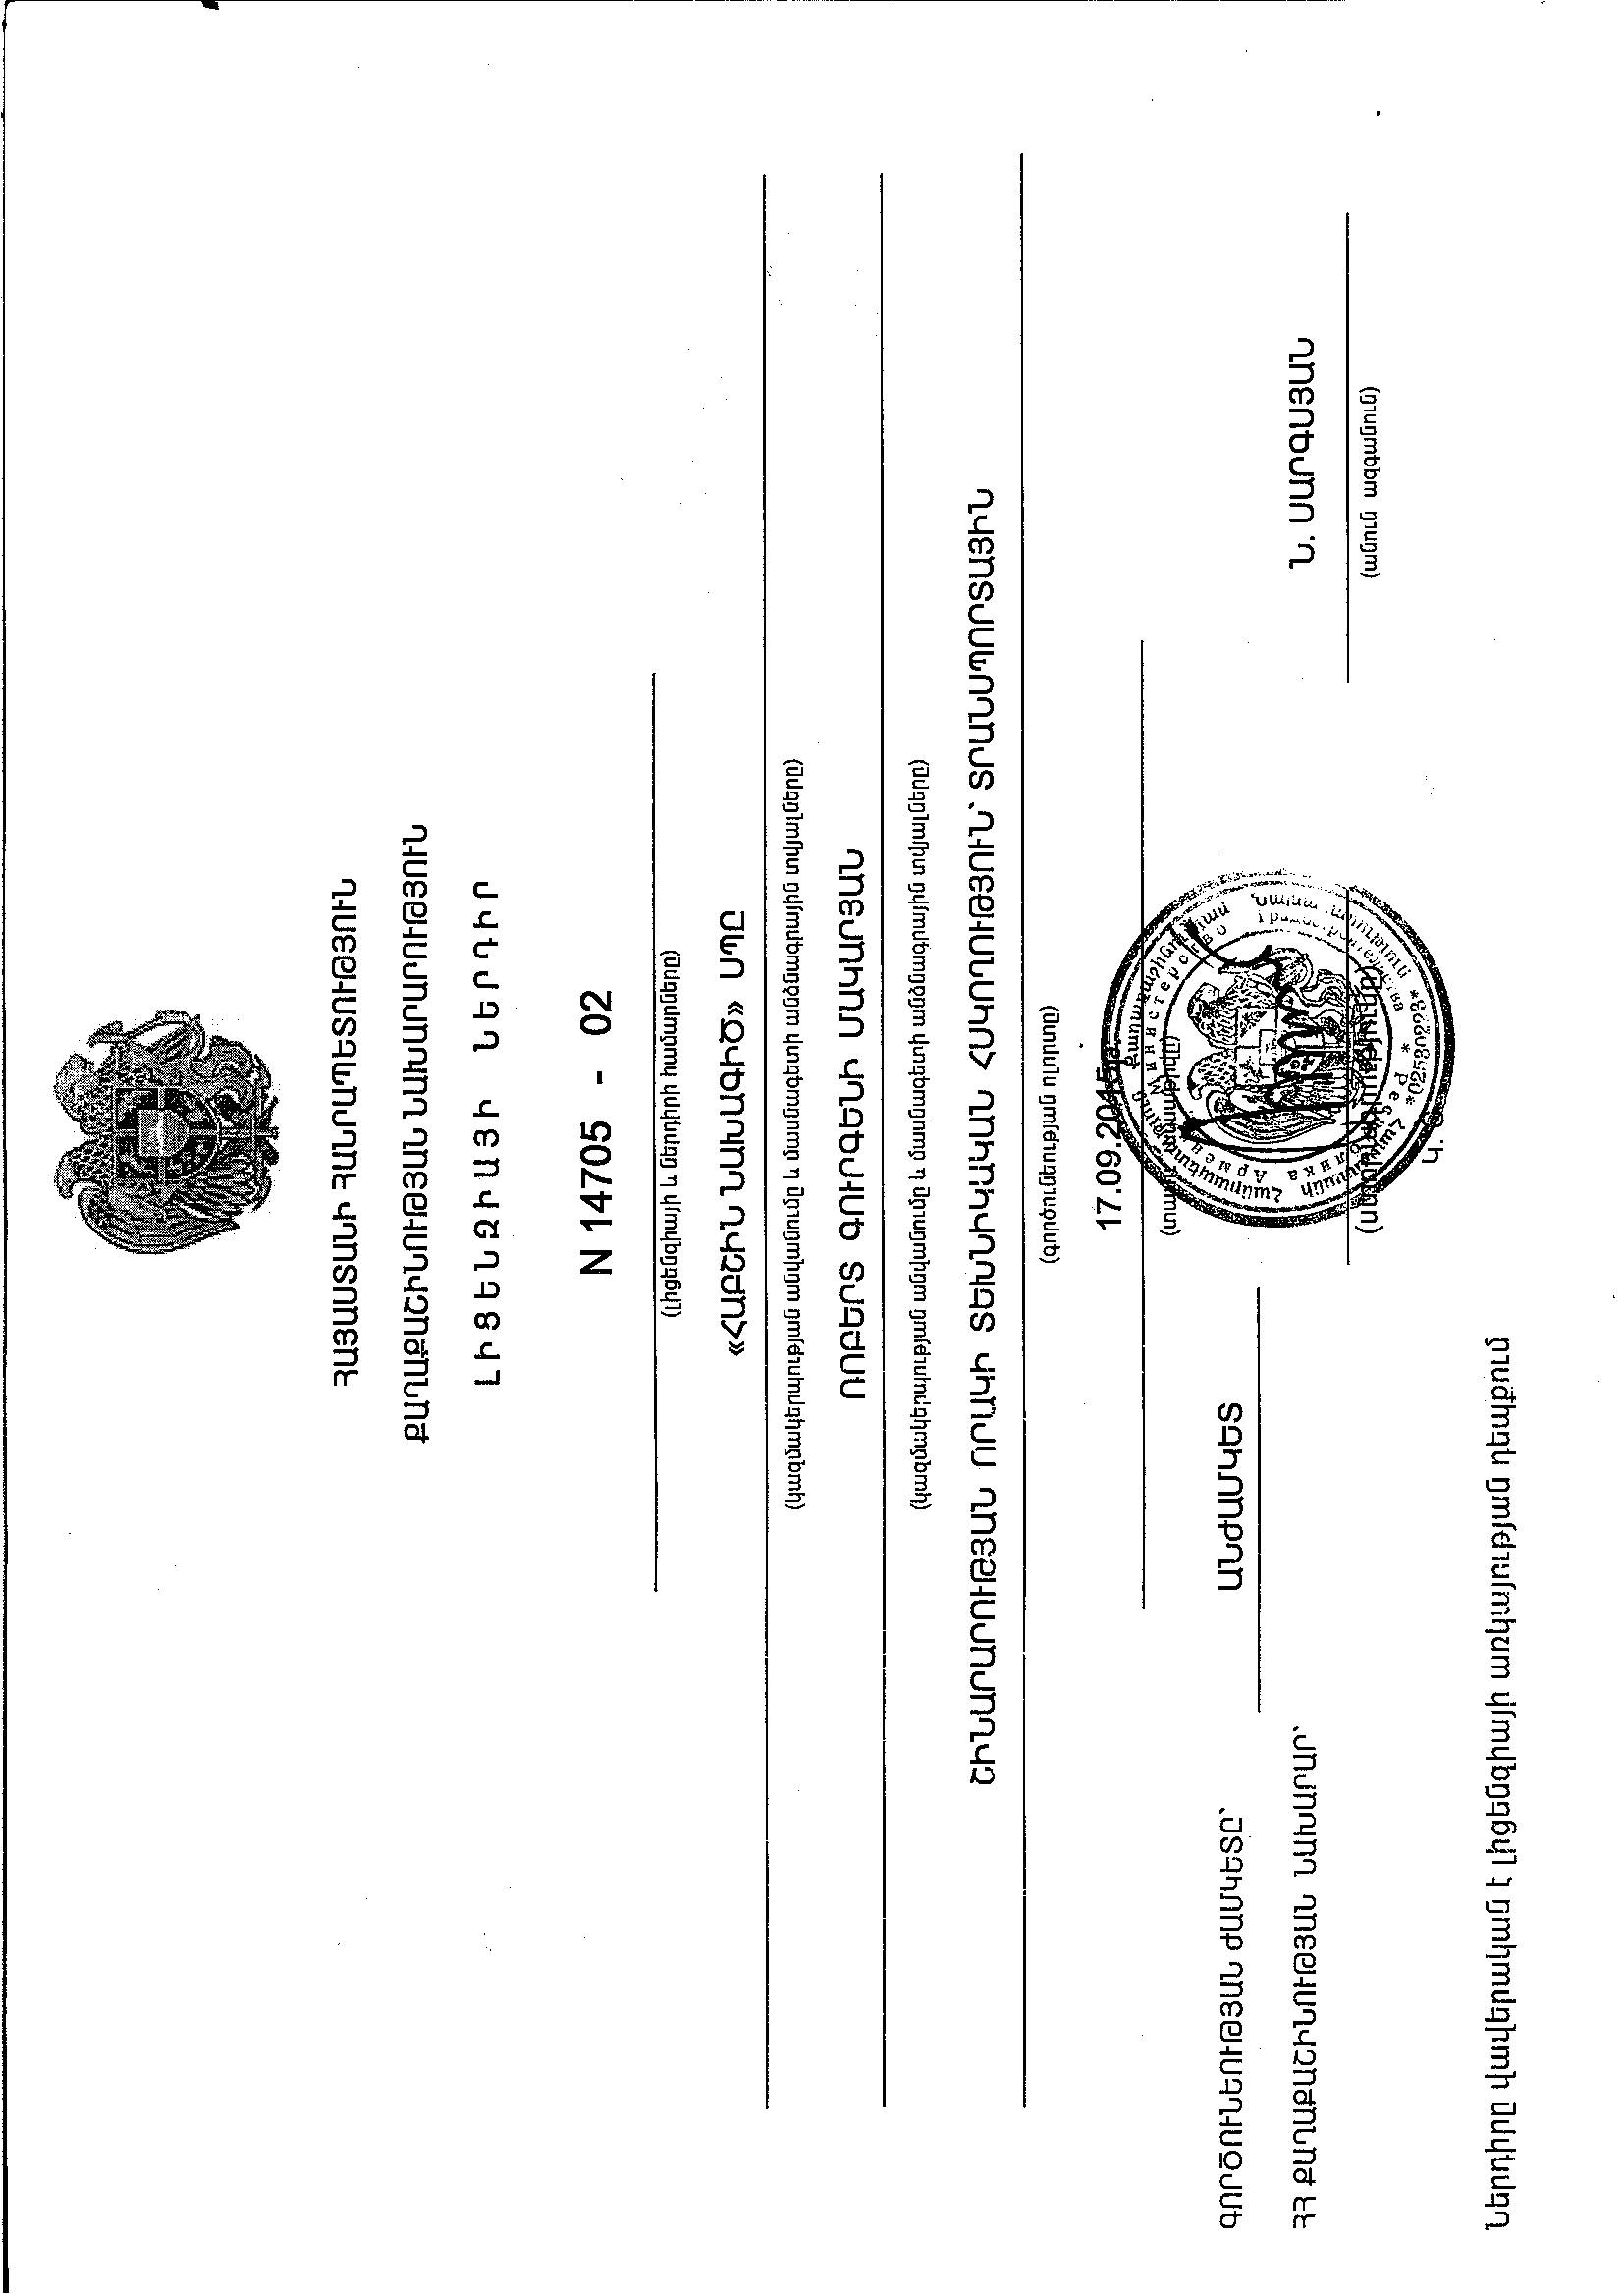 ՀԱՅԱՍՏԱՆԻ ՀԱՆՐԱՊԵՏՈՒԹՅՈՒՆ
ՔԱՂԱՔԱՇԻՆՈՒԹՅԱՆ ՆԱԽԱՐԱՐՈՒԹՅՈՒՆ
ԼԻՑԵՆԶԻԱՅԻ ՆԵՐԴԻՐ
N 14705 - 02
(լիցենզիայի և ներդիրի համարները)
«ՀԱԲՇԻՆ ՆԱԽԱԳԻԾ» ՍՊԸ
(կազմակերպության անվանումը և մասնագետի անձնագրային տվյալները)
ՌՈԲԵՐՏ ԳՈՒՐԳԵՆԻ ՄԱԿԱՐՅԱՆ
(կազմակերպության անվանումը և մասնագետի անձնագրային տվյալները)
ՇԻՆԱՐԱՐՈՒԹՅԱՆ ՈՐԱԿԻ ՏԵԽՆԻԿԱԿԱՆ ՀՍԿՈՂՈՒԹՅՈՒՆ՝ ՏՐԱՆՍՊՈՐՏԱՅԻՆ
(գործունեության ոլորտը)
17.09.2015թ.
(տալու ամսաթիվը)
ԳՈՐԾՈՒՆԵՈՒԹՅԱՆ ԺԱՄԿԵՏԸ՝ ԱՆԺԱՄԿԵՏ
ՀՀ ՔԱՂԱՔԱՇԻՆՈՒԹՅԱՆ ՆԱԽԱՐԱՐ՝ Ն. ՍԱՐԳՍՅԱՆ
(ստորագրությունը) (անուն ազգանուն)
Հայաստանի Հանրապետություն Քաղաքաշինության Նախարարություն
Республика Армения Министерство
*02530223*
Կ. Տ.
Ներդիրը վավերական է լիցենզիայի առկայության դեպքում